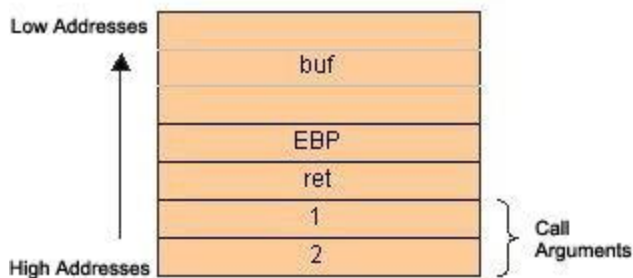 Low Addresses
buf
EBP
ret
1
2
Call
Arguments
High Addresses